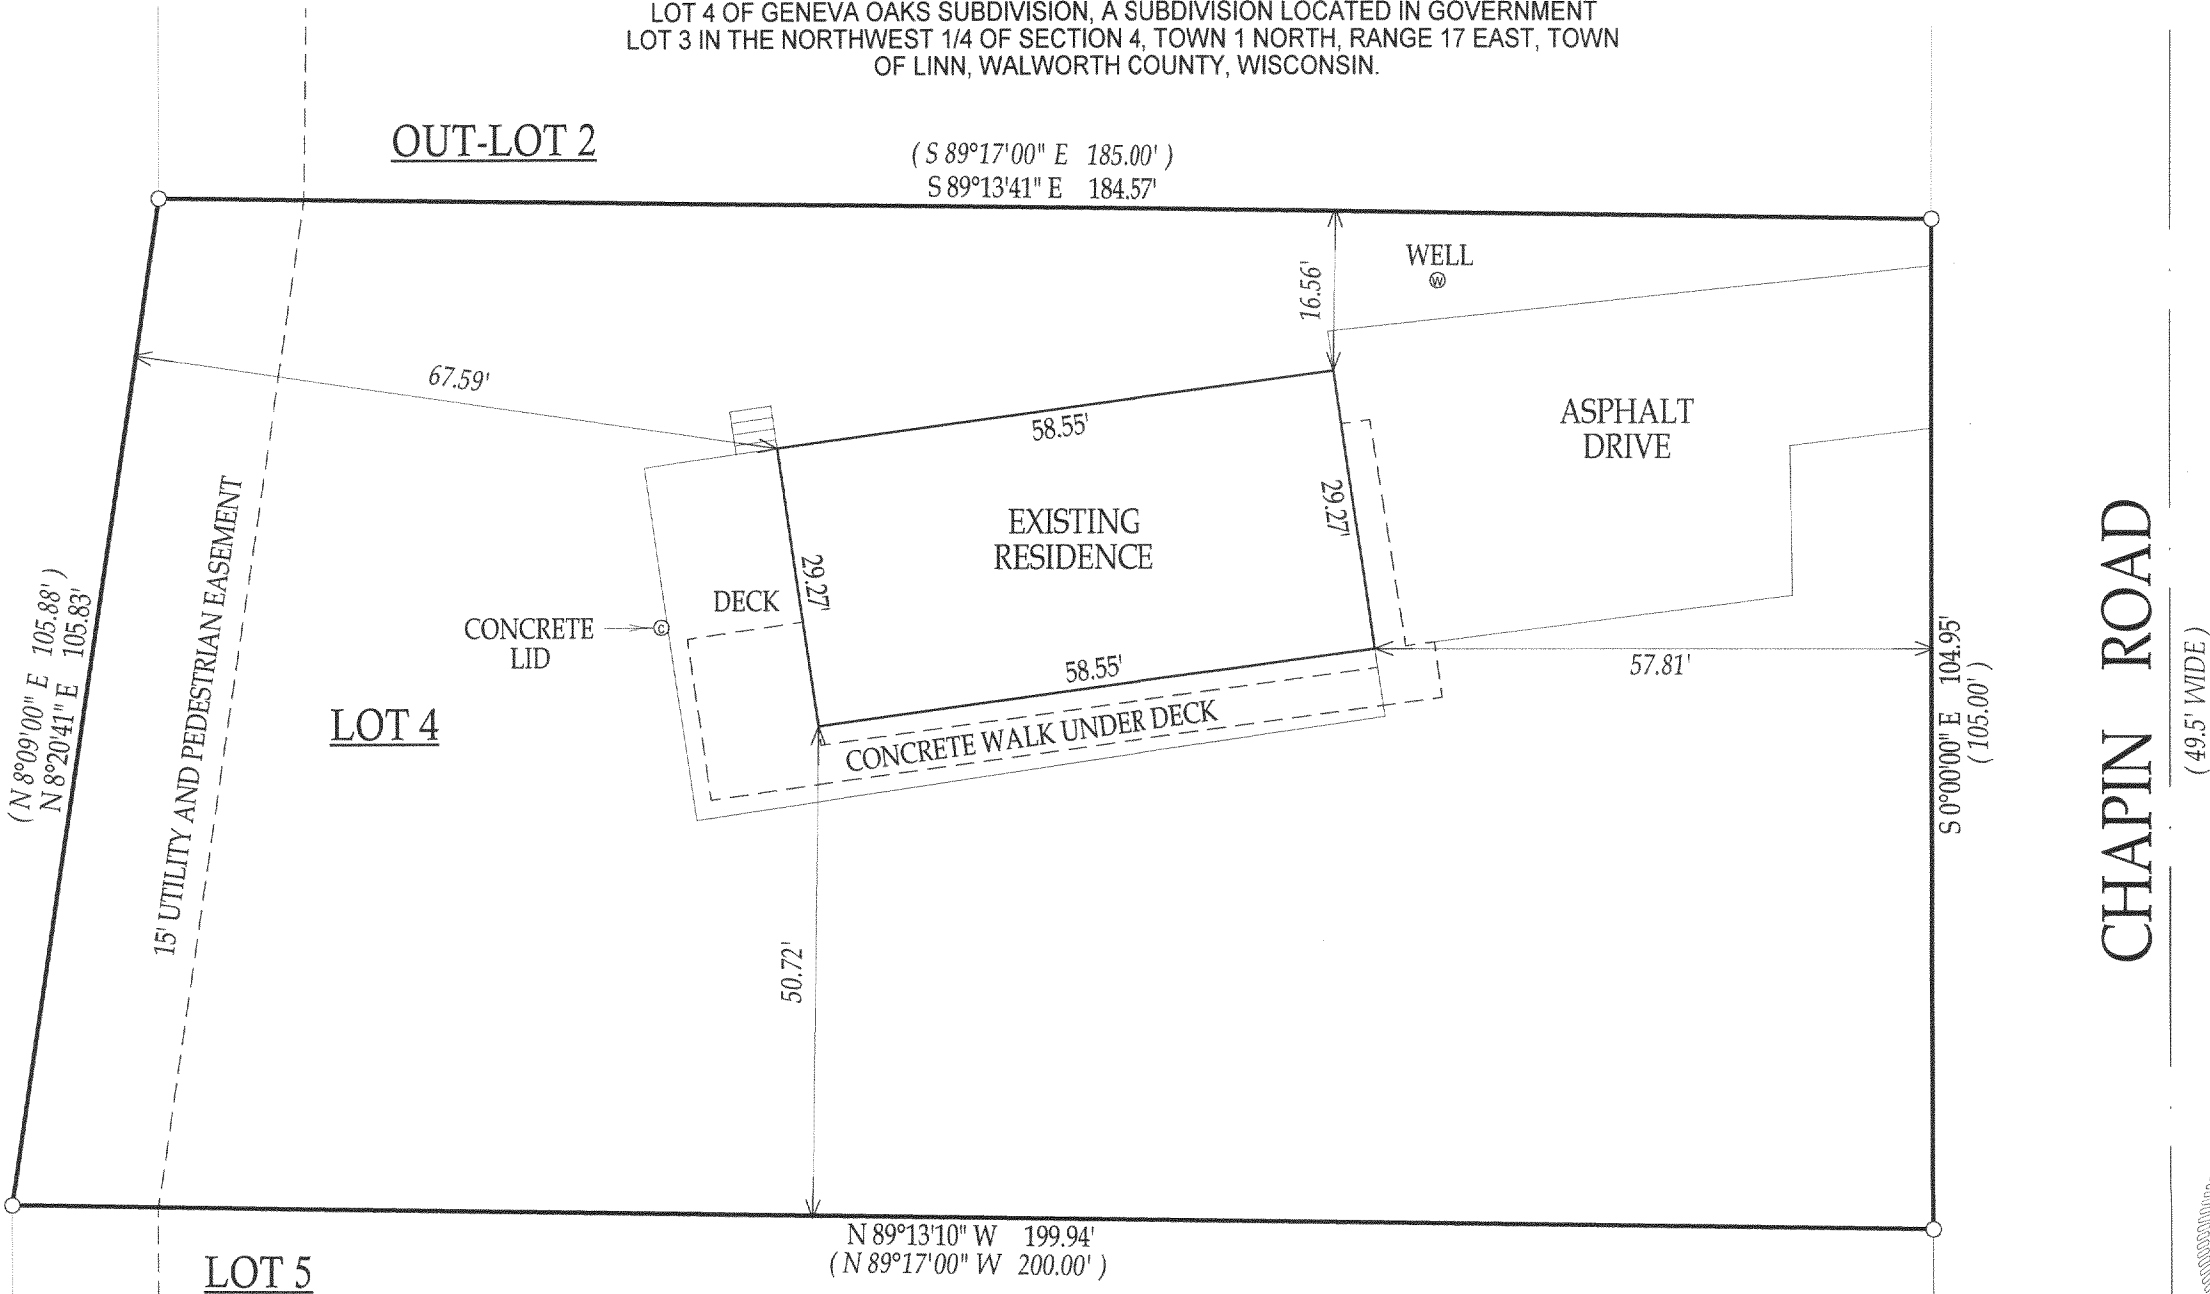 LOT 4 OF GENEVA OAKS SUBDIVISION, A SUBDIVISION LOCATED IN GOVERNMENT
LOT 3 IN THE NORTHWEST 1/4 OF SECTION 4, TOWN 1 NORTH, RANGE 17 EAST, TOWN
OF LINN, WALWORTH COUNTY, WISCONSIN.
OUT-LOT 2
( S 89°17'00" E 185.00' )
S 89°13'41" E 184.57'
WELL
W
16.56'
67.59'
58.55'
ASPHALT
DRIVE
EXISTING
RESIDENCE
29.27'
29.27'
DECK
CONCRETE
LID
C
58.55'
57.81'
CONCRETE WALK UNDER DECK
LOT 4
15' UTILITY AND PEDESTRIAN EASEMENT
( N 8°09'00" E 105.88' )
N 8°20'41" E 105.83'
S 0°00'00" E 104.95'
( 105.00' )
CHAPIN ROAD
( 49.5' WIDE )
50.72'
N 89°13'10" W 199.94'
( N 89°17'00" W 200.00' )
LOT 5